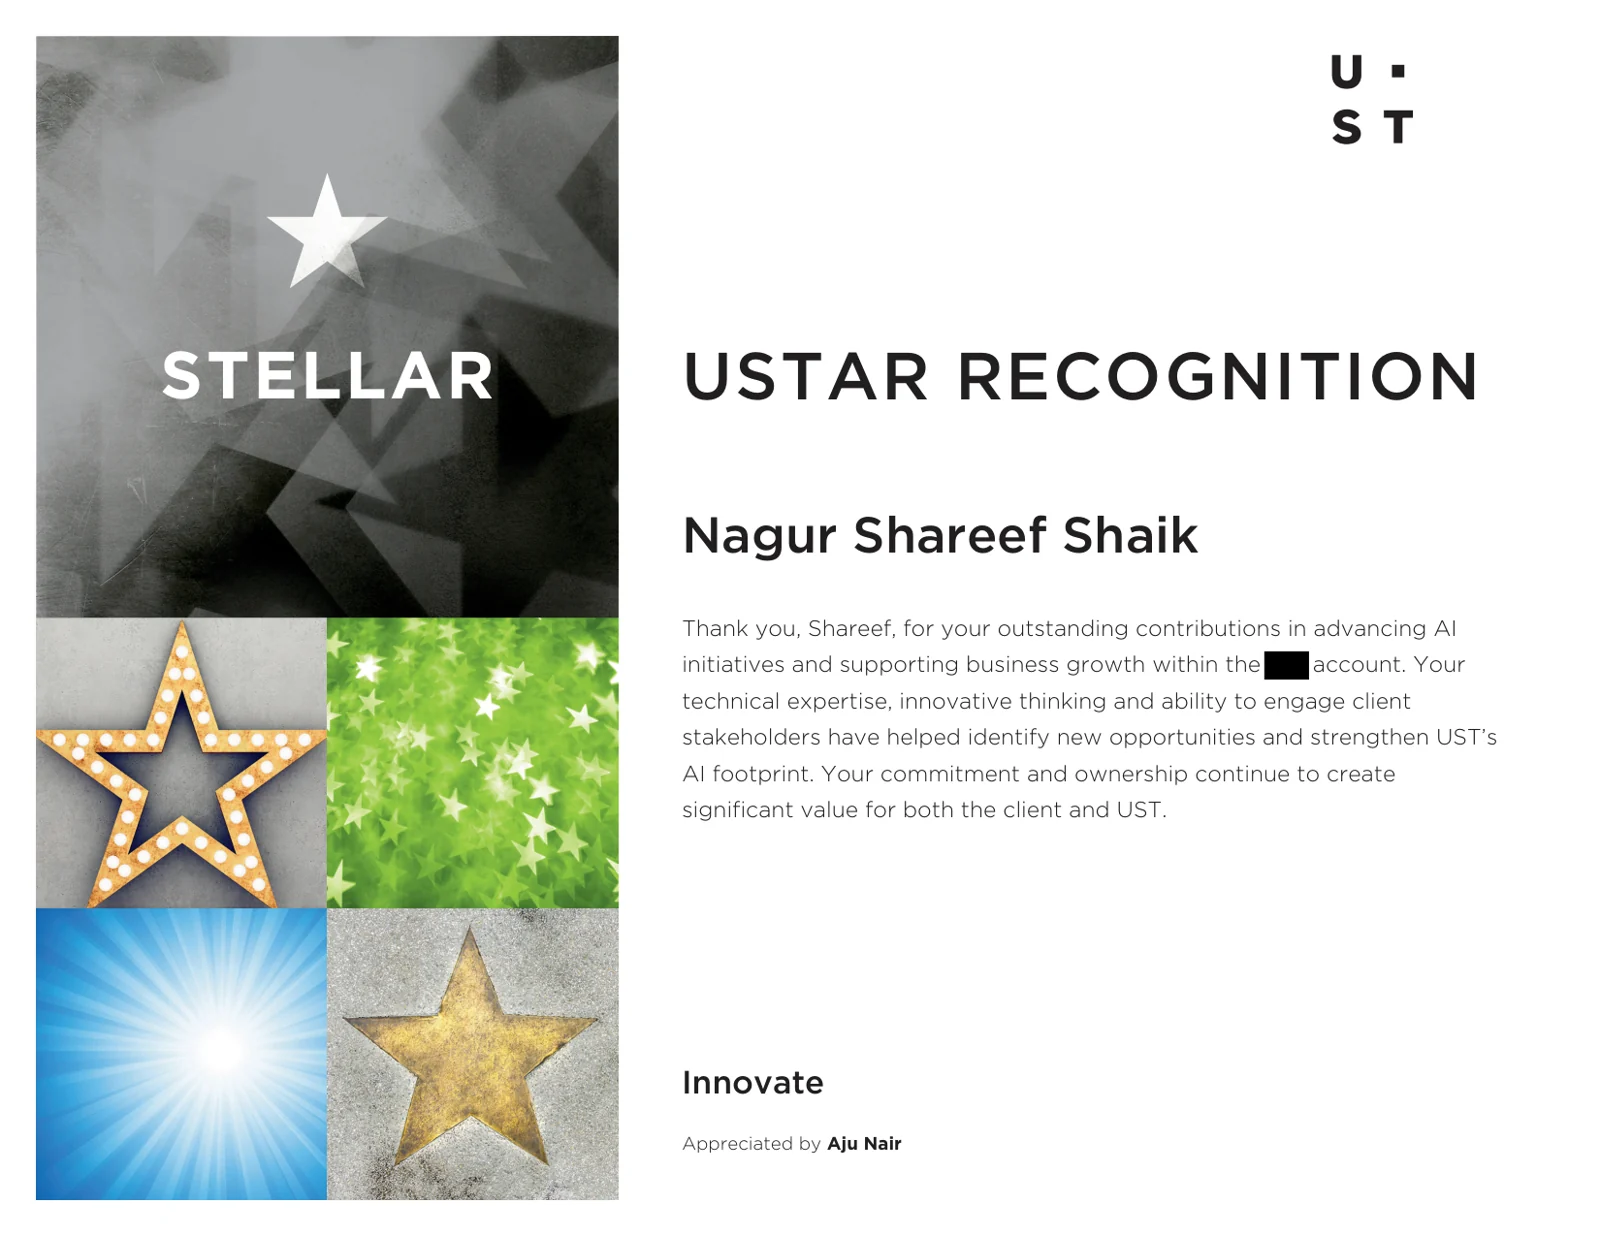 U ▪
S T
STELLAR
USTAR RECOGNITION
Nagur Shareef Shaik
Thank you, Shareef, for your outstanding contributions in advancing AI
initiatives and supporting business growth within the account. Your
technical expertise, innovative thinking and ability to engage client
stakeholders have helped identify new opportunities and strengthen UST’s
AI footprint. Your commitment and ownership continue to create
significant value for both the client and UST.
Innovate
Appreciated by Aju Nair